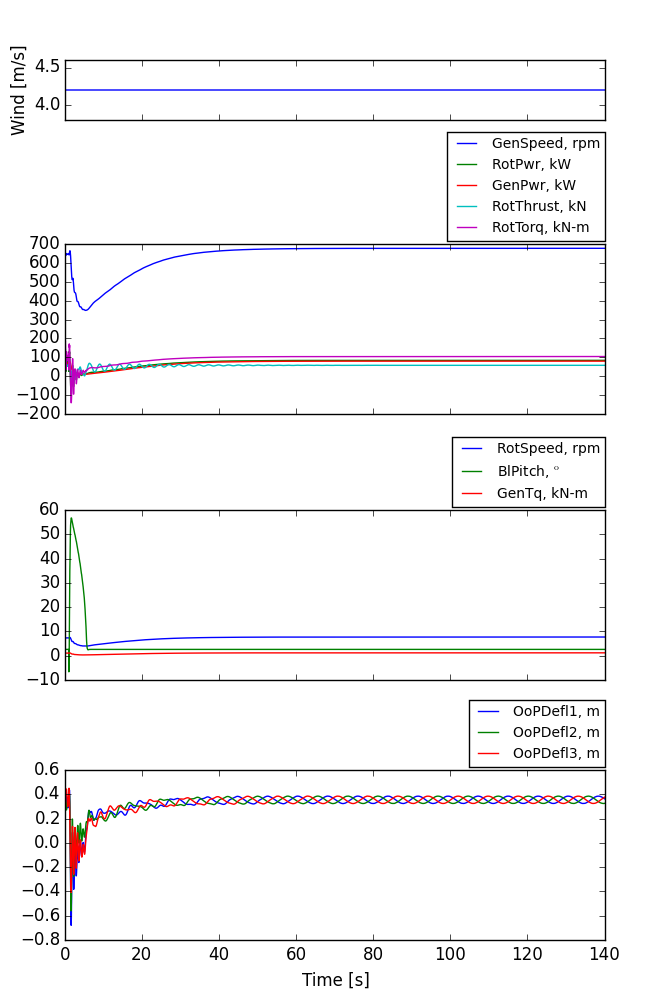 Wind [m/s]
4.5
4.0
GenSpeed, rpm
RotPwr, kW
GenPwr, kW
RotThrust, kN
RotTorq, kN-m
700
600
500
400
300
200
100
0
−100
−200
RotSpeed, rpm
BlPitch, °
GenTq, kN-m
60
50
40
30
20
10
0
−10
OoPDefl1, m
OoPDefl2, m
OoPDefl3, m
0.6
0.4
0.2
0.0
−0.2
−0.4
−0.6
−0.8
0 20 40 60 80 100 120 140
Time [s]